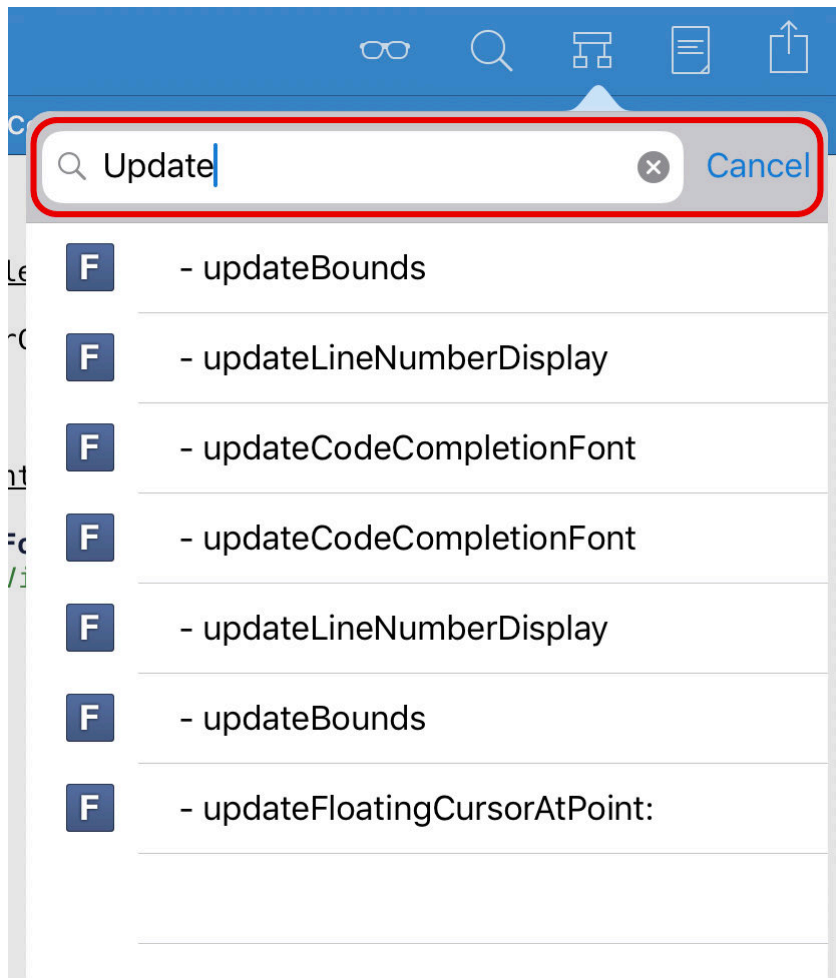 Update
Cancel
F - updateBounds
F - updateLineNumberDisplay
F - updateCodeCompletionFont
F - updateCodeCompletionFont
F - updateLineNumberDisplay
F - updateBounds
F - updateFloatingCursorAtPoint: